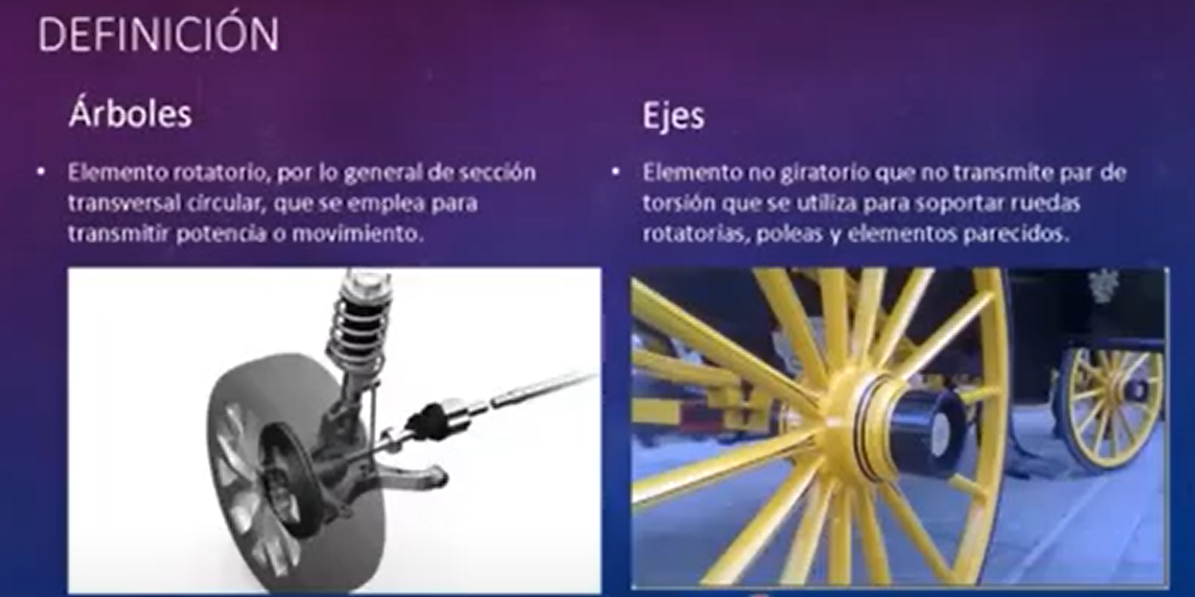 DEFINICIÓN
Árboles
• Elemento rotatorio, por lo general de sección
transversal circular, que se emplea para
transmitir potencia o movimiento.
Ejes
• Elemento no giratorio que no transmite par de
torsión que se utiliza para soportar ruedas
rotatorias, poleas y elementos parecidos.